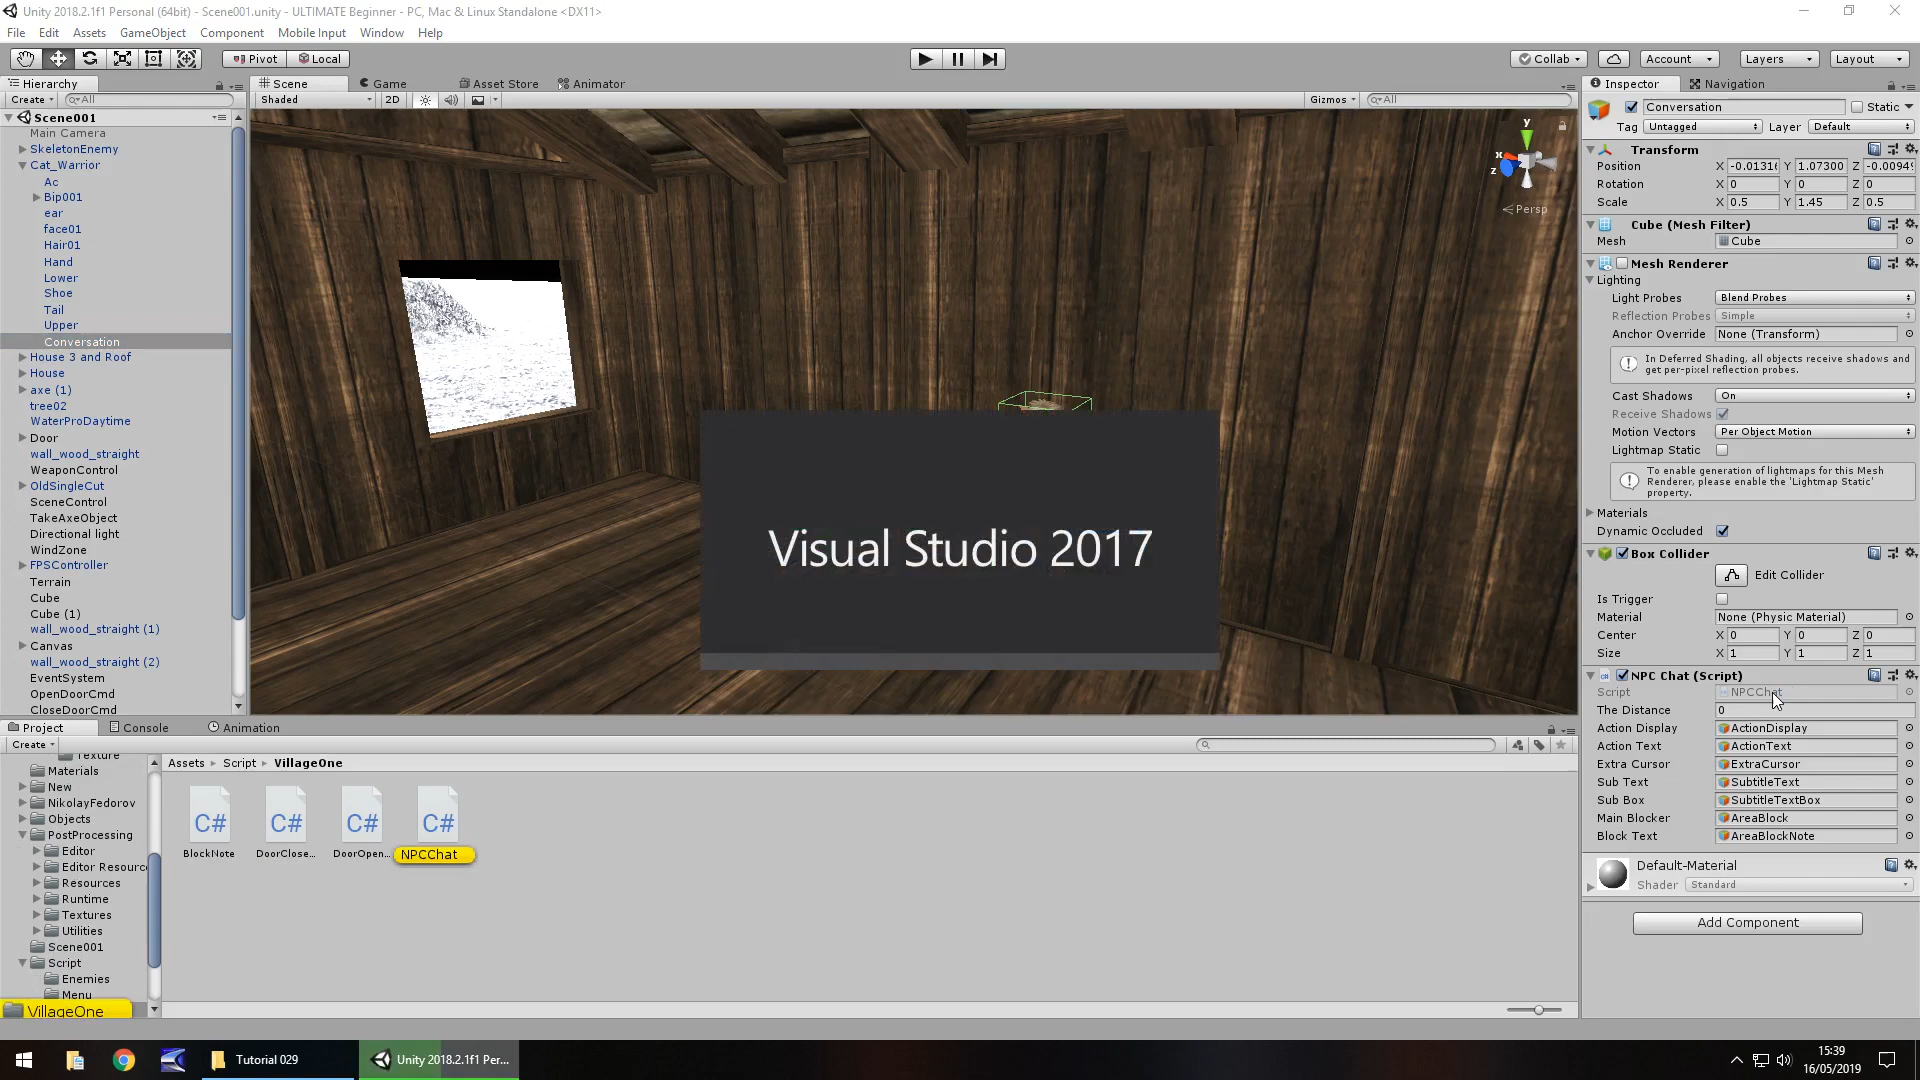 Unity 2018.2.1f1 Personal (64bit) - Scene001.unity - ULTIMATE Beginner - PC, Mac & Linux Standalone <DX11>
File Edit Assets GameObject Component Mobile Input Window Help
Pivot Local Collab Account Layers Layout
Hierarchy Scene Game Asset Store Animator Inspector Navigation
Create All Shaded 2D Gizmos All
Scene001
Main Camera
SkeletonEnemy
Cat_Warrior
Ac
Bip001
ear
face01
Hair01
Hand
Lower
Shoe
Tail
Upper
Conversation
House 3 and Roof
House
axe (1)
tree02
WaterProDaytime
Door
wall_wood_straight
WeaponControl
OldSingleCut
SceneControl
TakeAxeObject
Directional light
WindZone
FPSController
Terrain
Cube
Cube (1)
wall_wood_straight (1)
Canvas
wall_wood_straight (2)
EventSystem
OpenDoorCmd
CloseDoorCmd
y
x
z
Persp
Visual Studio 2017
Conversation Static
Tag Untagged Layer Default
Transform
Position X -0.0131 Y 1.07300 Z -0.0094
Rotation X 0 Y 0 Z 0
Scale X 0.5 Y 1.45 Z 0.5
Cube (Mesh Filter)
Mesh Cube
Mesh Renderer
Lighting
Light Probes Blend Probes
Reflection Probes Simple
Anchor Override None (Transform)
In Deferred Shading, all objects receive shadows and
get per-pixel reflection probes.
Cast Shadows On
Receive Shadows
Motion Vectors Per Object Motion
Lightmap Static
To enable generation of lightmaps for this Mesh
Renderer, please enable the 'Lightmap Static'
property.
Materials
Dynamic Occluded
Box Collider
Edit Collider
Is Trigger
Material None (Physic Material)
Center X 0 Y 0 Z 0
Size X 1 Y 1 Z 1
NPC Chat (Script)
Script NPCChat
The Distance 0
Action Display ActionDisplay
Action Text ActionText
Extra Cursor ExtraCursor
Sub Text SubtitleText
Sub Box SubtitleTextBox
Main Blocker AreaBlock
Block Text AreaBlockNote
Default-Material
Shader Standard
Add Component
Project Console Animation
Create
Texture
Materials
New
NikolayFedorov
Objects
PostProcessing
Editor
Editor Resourc
Resources
Runtime
Textures
Utilities
Scene001
Script
Enemies
Menu
VillageOne
Assets Script VillageOne
C# C# C# C#
BlockNote DoorClose... DoorOpen... NPCChat
Tutorial 029 Unity 2018.2.1f1 Per...
15:39
16/05/2019